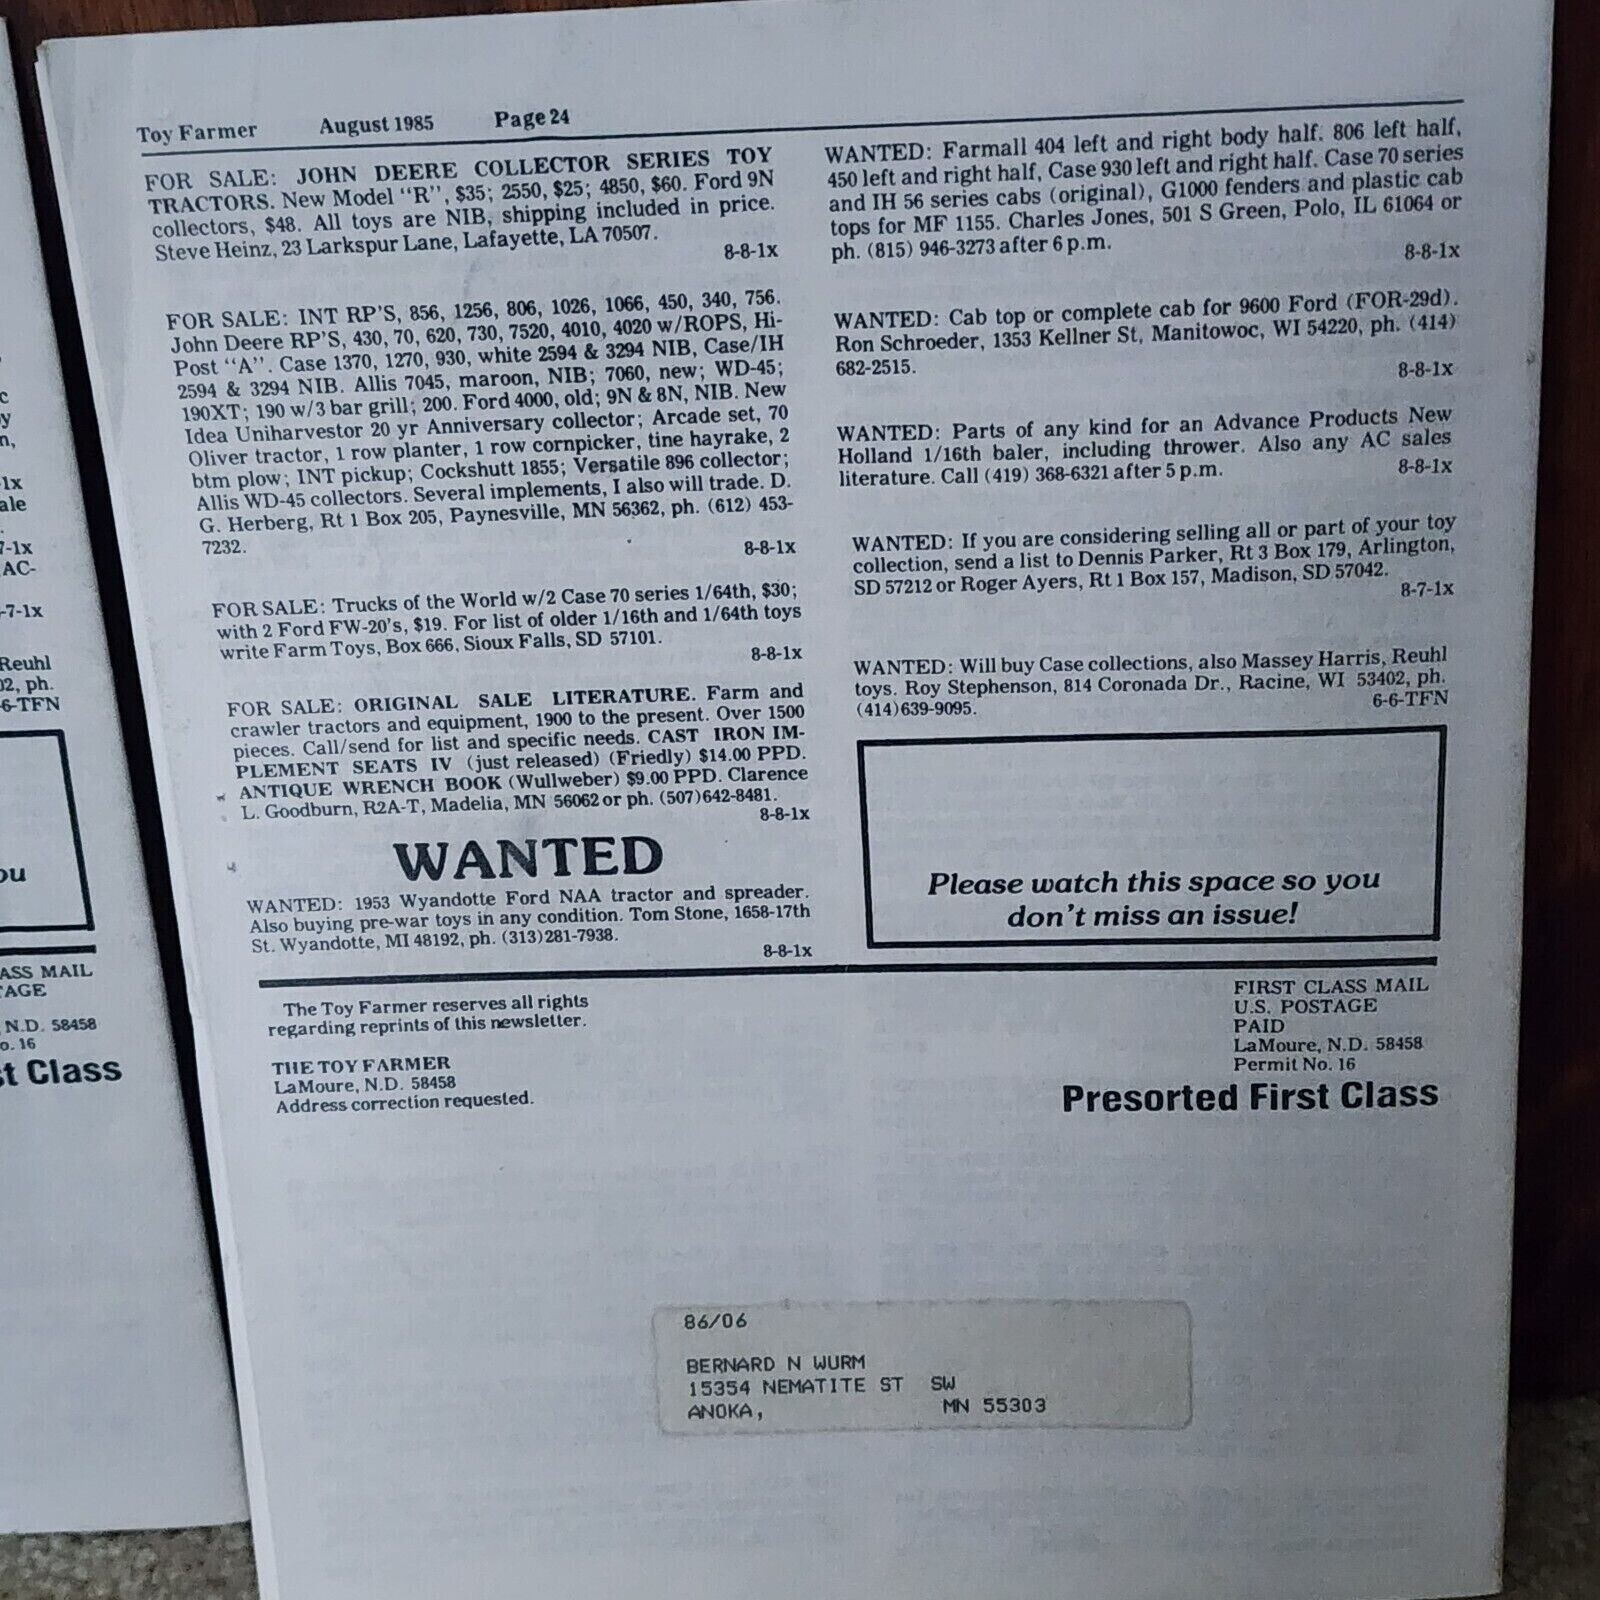 c
y
n,
-1x
ale
7-1x
AC-
-7-1x
Reuhl
02, ph.
-6-TFN
ou
ASS MAIL
TAGE
, N.D. 58458
o. 16
st Class
Toy Farmer August 1985 Page 24
FOR SALE: JOHN DEERE COLLECTOR SERIES TOY
TRACTORS. New Model "R", $35; 2550, $25; 4850, $60. Ford 9N
collectors, $48. All toys are NIB, shipping included in price.
Steve Heinz, 23 Larkspur Lane, Lafayette, LA 70507.
8-8-1x
FOR SALE: INT RP'S, 856, 1256, 806, 1026, 1066, 450, 340, 756.
John Deere RP'S, 430, 70, 620, 730, 7520, 4010, 4020 w/ROPS, Hi-
Post "A". Case 1370, 1270, 930, white 2594 & 3294 NIB, Case/IH
2594 & 3294 NIB. Allis 7045, maroon, NIB; 7060, new; WD-45;
190XT; 190 w/3 bar grill; 200. Ford 4000, old; 9N & 8N, NIB. New
Idea Uniharvestor 20 yr Anniversary collector; Arcade set, 70
Oliver tractor, 1 row planter, 1 row cornpicker, tine hayrake, 2
btm plow; INT pickup; Cockshutt 1855; Versatile 896 collector;
Allis WD-45 collectors. Several implements, I also will trade. D.
G. Herberg, Rt 1 Box 205, Paynesville, MN 56362, ph. (612) 453-
7232.
8-8-1x
FOR SALE: Trucks of the World w/2 Case 70 series 1/64th, $30;
with 2 Ford FW-20's, $19. For list of older 1/16th and 1/64th toys
write Farm Toys, Box 666, Sioux Falls, SD 57101.
8-8-1x
FOR SALE: ORIGINAL SALE LITERATURE. Farm and
crawler tractors and equipment, 1900 to the present. Over 1500
pieces. Call/send for list and specific needs. CAST IRON IM-
PLEMENT SEATS IV (just released) (Friedly) $14.00 PPD.
ANTIQUE WRENCH BOOK (Wullweber) $9.00 PPD. Clarence
L. Goodburn, R2A-T, Madelia, MN 56062 or ph. (507)642-8481.
8-8-1x
WANTED
WANTED: 1953 Wyandotte Ford NAA tractor and spreader.
Also buying pre-war toys in any condition. Tom Stone, 1658-17th
St. Wyandotte, MI 48192, ph. (313)281-7938.
8-8-1x
WANTED: Farmall 404 left and right body half. 806 left half,
450 left and right half, Case 930 left and right half. Case 70 series
and IH 56 series cabs (original), G1000 fenders and plastic cab
tops for MF 1155. Charles Jones, 501 S Green, Polo, IL 61064 or
ph. (815) 946-3273 after 6 p.m.
8-8-1x
WANTED: Cab top or complete cab for 9600 Ford (FOR-29d).
Ron Schroeder, 1353 Kellner St, Manitowoc, WI 54220, ph. (414)
682-2515.
8-8-1x
WANTED: Parts of any kind for an Advance Products New
Holland 1/16th baler, including thrower. Also any AC sales
literature. Call (419) 368-6321 after 5 p.m.
8-8-1x
WANTED: If you are considering selling all or part of your toy
collection, send a list to Dennis Parker, Rt 3 Box 179, Arlington,
SD 57212 or Roger Ayers, Rt 1 Box 157, Madison, SD 57042.
8-7-1x
WANTED: Will buy Case collections, also Massey Harris, Reuhl
toys. Roy Stephenson, 814 Coronada Dr., Racine, WI 53402, ph.
(414)639-9095.
6-6-TFN
Please watch this space so you
don't miss an issue!
The Toy Farmer reserves all rights
regarding reprints of this newsletter.
THE TOY FARMER
LaMoure, N.D. 58458
Address correction requested.
FIRST CLASS MAIL
U.S. POSTAGE
PAID
LaMoure, N.D. 58458
Permit No. 16
Presorted First Class
86/06
BERNARD N WURM
15354 NEMATITE ST SW
ANOKA, MN 55303